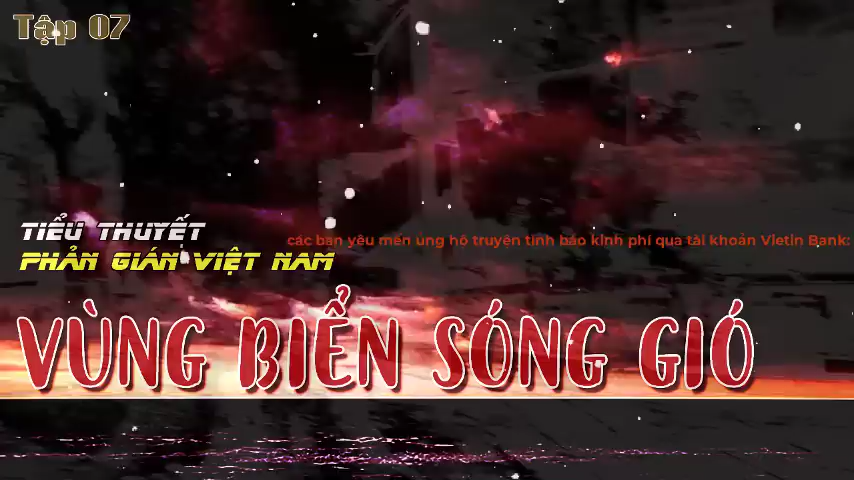 Tập 07
TIỂU THUYẾT
PHẢN GIÁN VIỆT NAM
các bạn yêu mến ủng hộ truyện tình báo kinh phí qua tài khoản Vietin Bank:
VÙNG BIỂN SÓNG GIÓ